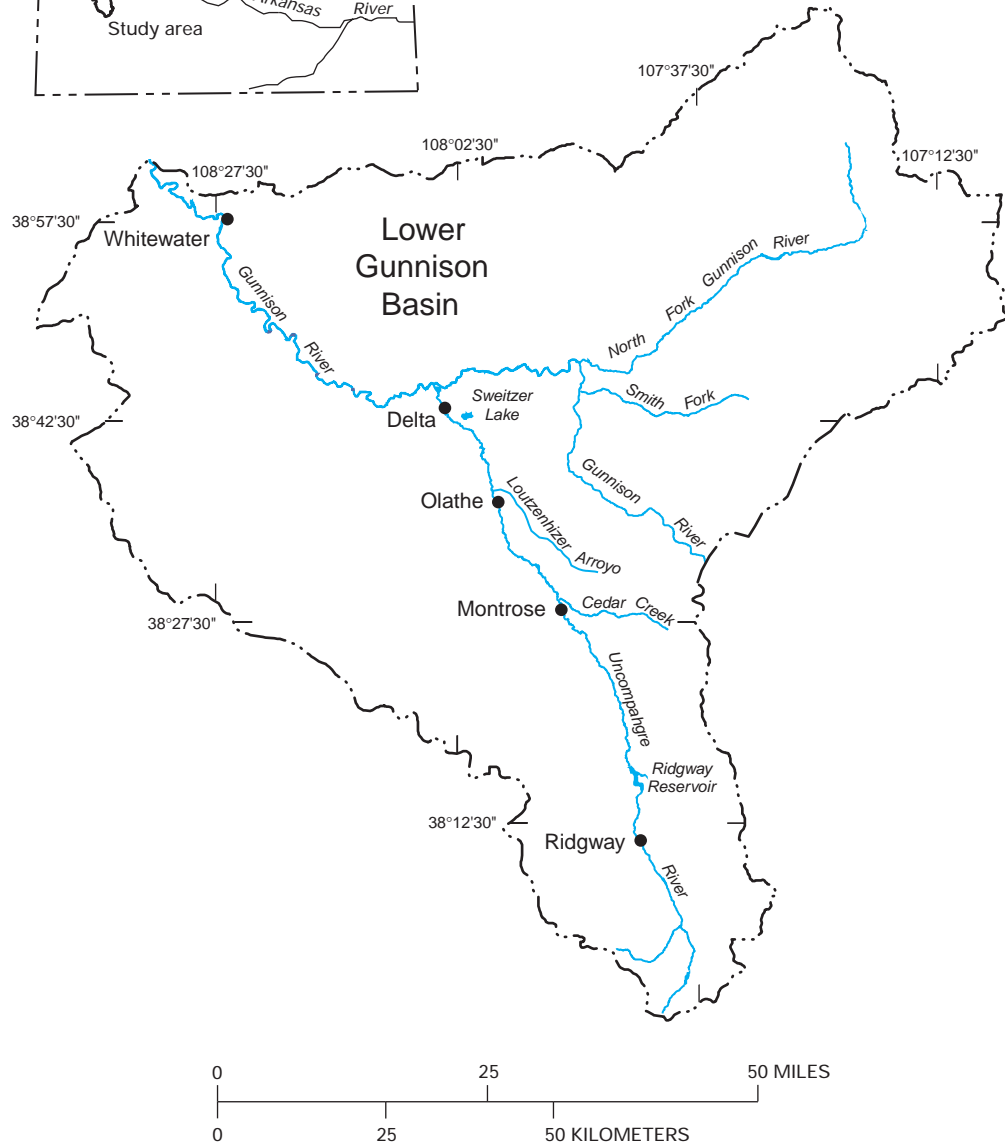 Arkansas
River
Study area
107°37'30"
108°02'30"
107°12'30"
108°27'30"
38°57'30"
Whitewater
Lower
Gunnison
Basin
Gunnison
River
North Fork Gunnison River
Smith Fork
Sweitzer
Lake
Delta
38°42'30"
Gunnison
River
Olathe
Loutzenhizer Arroyo
Montrose
Cedar Creek
38°27'30"
Uncompahgre
Ridgway
Reservoir
38°12'30"
Ridgway
River
0 25 50 MILES
0 25 50 KILOMETERS